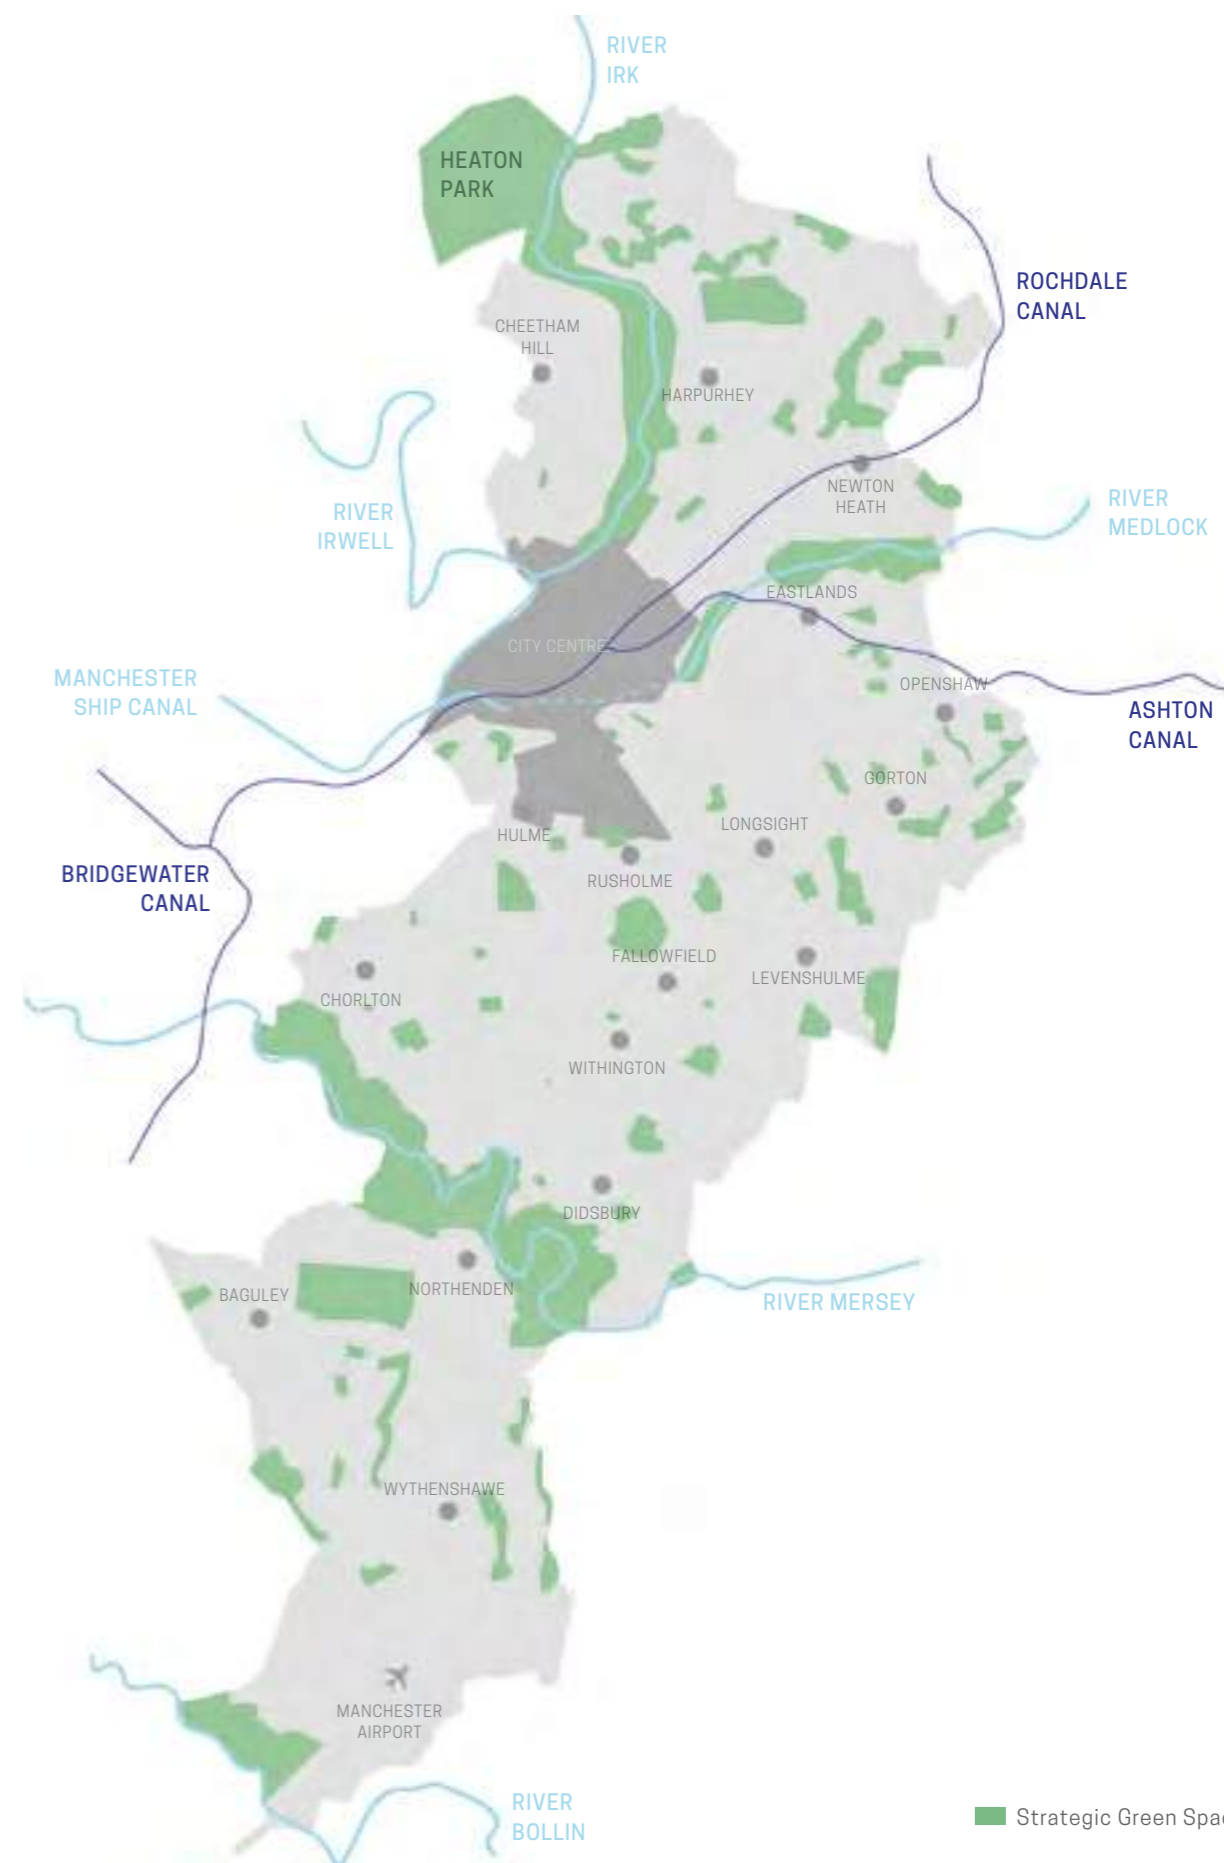 RIVER
IRK
HEATON
PARK
ROCHDALE
CANAL
CHEETHAM
HILL
HARPURHEY
NEWTON
HEATH
RIVER
IRWELL
RIVER
MEDLOCK
EASTLANDS
CITY CENTRE
MANCHESTER
SHIP CANAL
OPENSHAW
ASHTON
CANAL
GORTON
LONGSIGHT
HULME
BRIDGEWATER
CANAL
RUSHOLME
FALLOWFIELD
LEVENSHULME
CHORLTON
WITHINGTON
DIDSBURY
NORTHENDEN
BAGULEY
RIVER MERSEY
WYTHENSHAWE
MANCHESTER
AIRPORT
RIVER
BOLLIN
Strategic Green